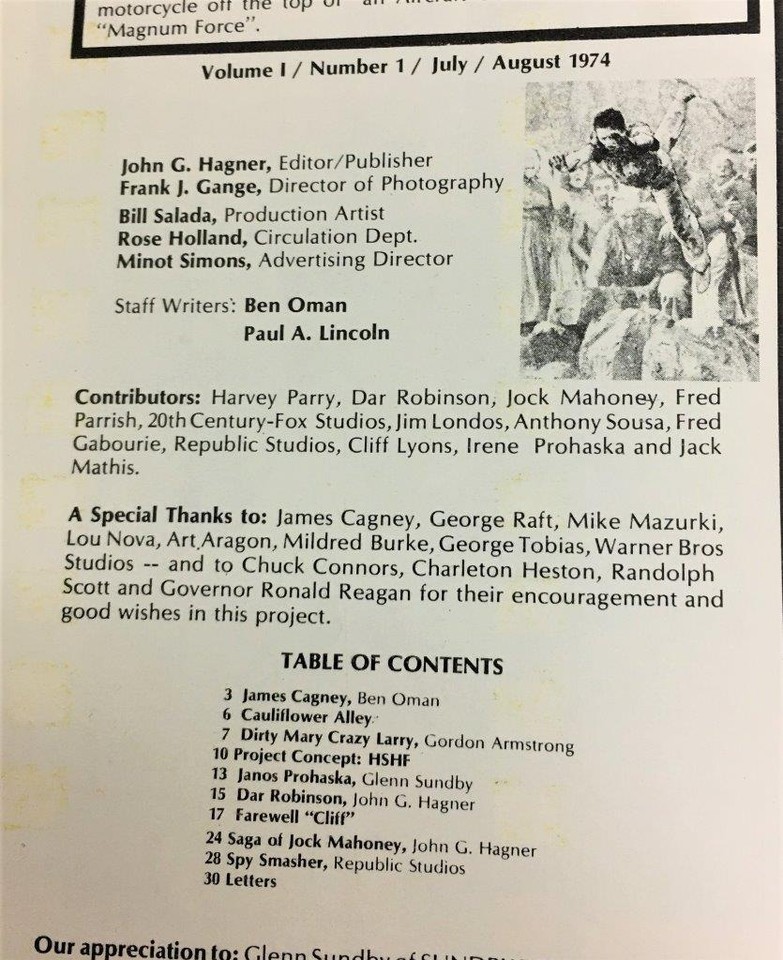 motorcycle off the top of an Aircraft
"Magnum Force".
Volume I / Number 1 / July / August 1974
John G. Hagner, Editor/Publisher
Frank J. Gange, Director of Photography
Bill Salada, Production Artist
Rose Holland, Circulation Dept.
Minot Simons, Advertising Director
Staff Writers: Ben Oman
Paul A. Lincoln
Contributors: Harvey Parry, Dar Robinson, Jock Mahoney, Fred
Parrish, 20th Century-Fox Studios, Jim Londos, Anthony Sousa, Fred
Gabourie, Republic Studios, Cliff Lyons, Irene Prohaska and Jack
Mathis.
A Special Thanks to: James Cagney, George Raft, Mike Mazurki,
Lou Nova, Art Aragon, Mildred Burke, George Tobias, Warner Bros
Studios -- and to Chuck Connors, Charleton Heston, Randolph
Scott and Governor Ronald Reagan for their encouragement and
good wishes in this project.
TABLE OF CONTENTS
3 James Cagney, Ben Oman
6 Cauliflower Alley
7 Dirty Mary Crazy Larry, Gordon Armstrong
10 Project Concept: HSHF
13 Janos Prohaska, Glenn Sundby
15 Dar Robinson, John G. Hagner
17 Farewell "Cliff"
24 Saga of Jock Mahoney, John G. Hagner
28 Spy Smasher, Republic Studios
30 Letters
Our appreciation to: Glenn Sundby of